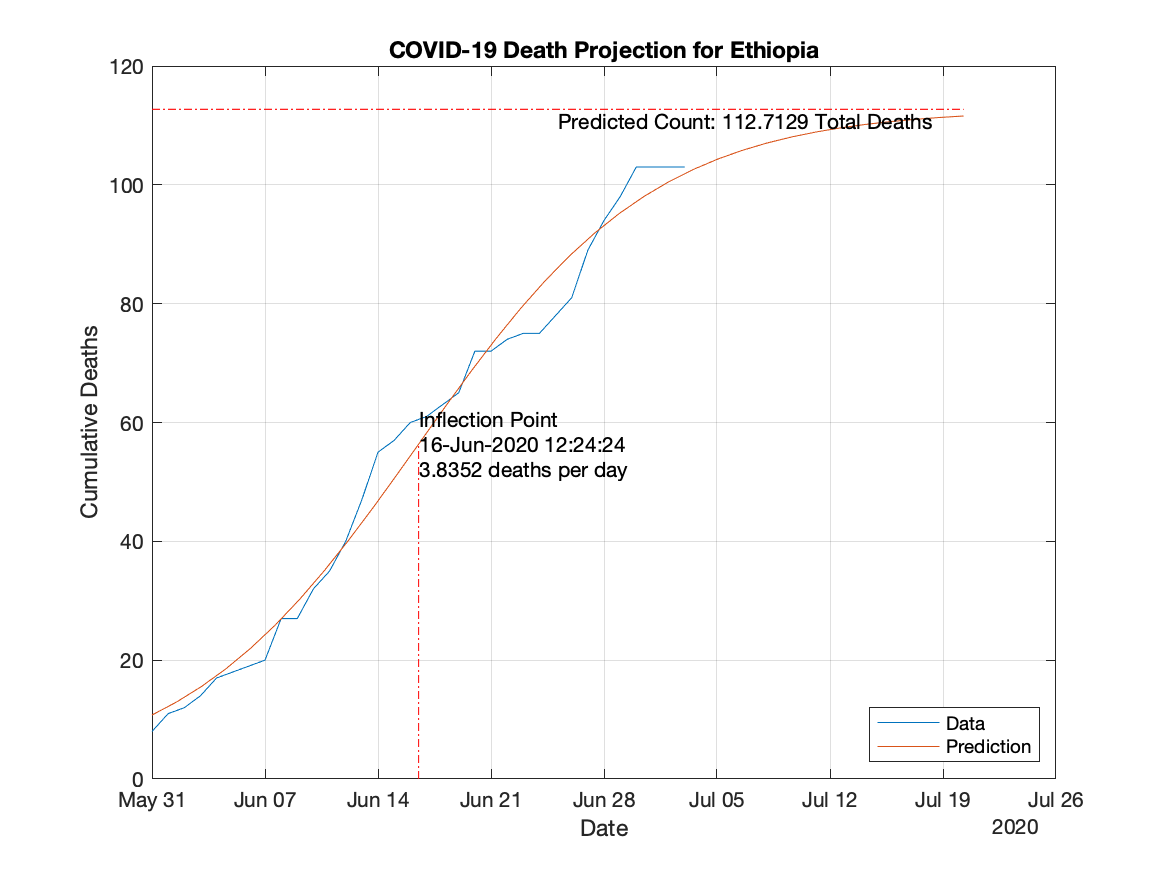 COVID-19 Death Projection for Ethiopia
120
100
80
60
40
20
0
Cumulative Deaths
Predicted Count: 112.7129 Total Deaths
Inflection Point
16-Jun-2020 12:24:24
3.8352 deaths per day
Data
Prediction
May 31 Jun 07 Jun 14 Jun 21 Jun 28 Jul 05 Jul 12 Jul 19 Jul 26
Date
2020